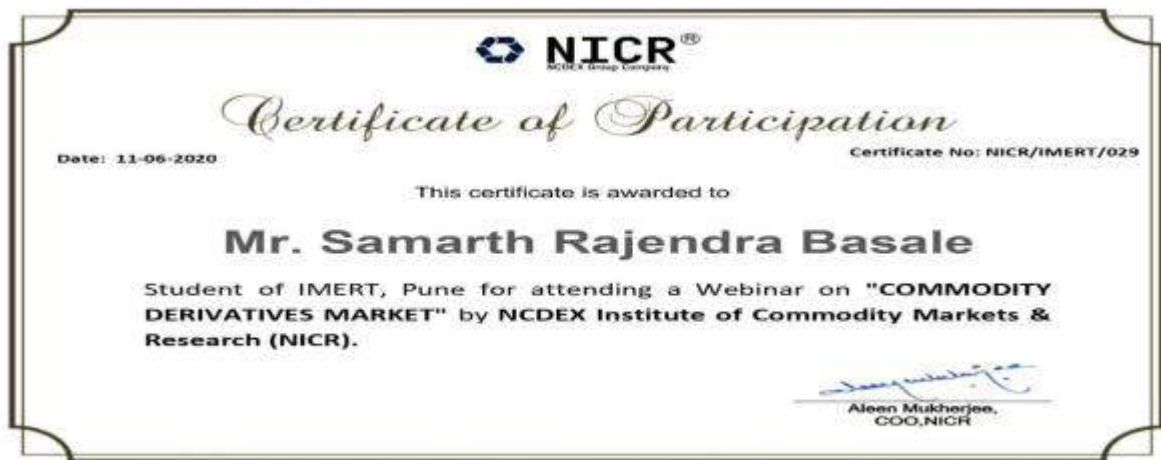 NICR®
NCDEX Group Company
Certificate of Participation
Date: 11-06-2020
Certificate No: NICR/IMERT/029
This certificate is awarded to
Mr. Samarth Rajendra Basale
Student of IMERT, Pune for attending a Webinar on "COMMODITY
DERIVATIVES MARKET" by NCDEX Institute of Commodity Markets &
Research (NICR).
Aleen Mukherjee,
COO,NICR